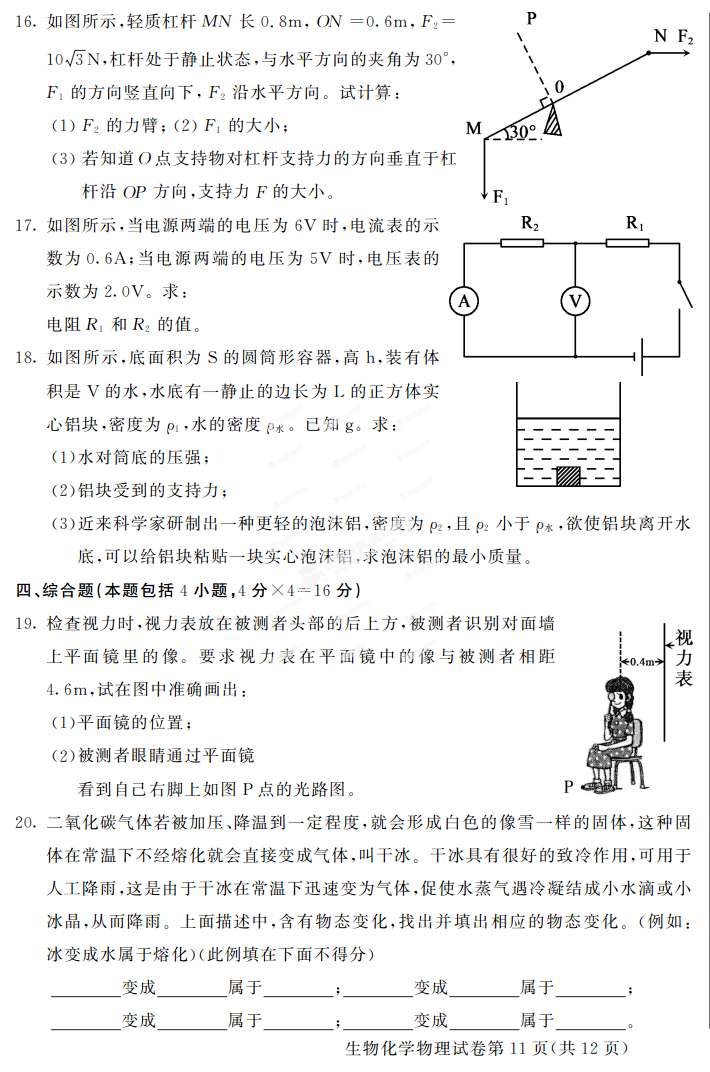 16. 如图所示,轻质杠杆 MN 长 0.8m, ON =0.6m, F₂=
10√3N,杠杆处于静止状态,与水平方向的夹角为 30°,
F₁ 的方向竖直向下, F₂ 沿水平方向。试计算:
(1) F₂ 的力臂;(2) F₁ 的大小;
(3) 若知道 O 点支持物对杠杆支持力的方向垂直于杠
杆沿 OP 方向,支持力 F 的大小。
P
N F₂
O
M
30°
F₁
17. 如图所示,当电源两端的电压为 6V 时,电流表的示
数为 0.6A;当电源两端的电压为 5V 时,电压表的
示数为 2.0V。求:
电阻 R₁ 和 R₂ 的值。
R₂ R₁
A V
18. 如图所示,底面积为 S 的圆筒形容器,高 h,装有体
积是 V 的水,水底有一静止的边长为 L 的正方体实
心铝块,密度为 ρ₁,水的密度 ρ水。已知 g。求:
(1)水对筒底的压强;
(2)铝块受到的支持力;
(3)近来科学家研制出一种更轻的泡沫铝,密度为 ρ₂,且 ρ₂ 小于 ρ水,欲使铝块离开水
底,可以给铝块粘贴一块实心泡沫铝,求泡沫铝的最小质量。
四、综合题(本题包括 4 小题,4 分×4=16 分)
19. 检查视力时,视力表放在被测者头部的后上方,被测者识别对面墙
上平面镜里的像。要求视力表在平面镜中的像与被测者相距
4.6m,试在图中准确画出:
(1)平面镜的位置;
(2)被测者眼睛通过平面镜
看到自己右脚上如图 P 点的光路图。
0.4m
视力表
P
20. 二氧化碳气体若被加压、降温到一定程度,就会形成白色的像雪一样的固体,这种固
体在常温下不经熔化就会直接变成气体,叫干冰。干冰具有很好的致冷作用,可用于
人工降雨,这是由于干冰在常温下迅速变为气体,促使水蒸气遇冷凝结成小水滴或小
冰晶,从而降雨。上面描述中,含有物态变化,找出并填出相应的物态变化。(例如:
冰变成水属于熔化)(此例填在下面不得分)
______变成______属于______;______变成______属于______;
______变成______属于______;______变成______属于______。
生物化学物理试卷第 11 页(共 12 页)